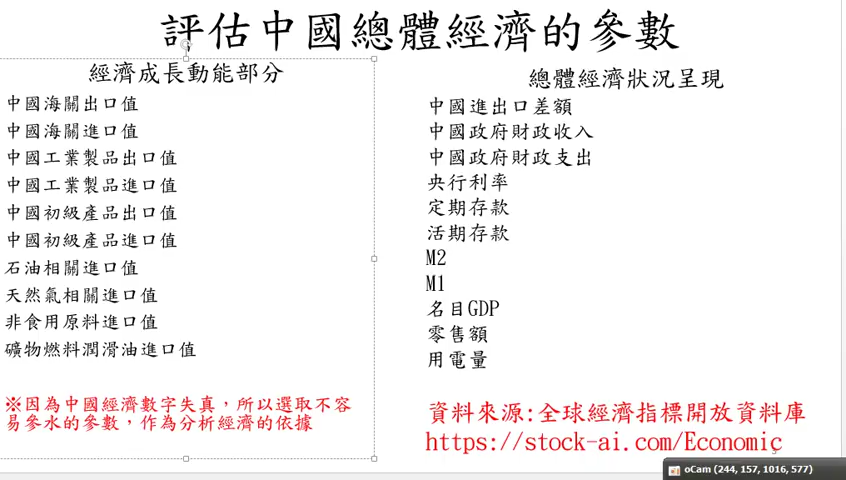 評估中國總體經濟的參數
經濟成長動能部分
中國海關出口值
中國海關進口值
中國工業製品出口值
中國工業製品進口值
中國初級產品出口值
中國初級產品進口值
石油相關進口值
天然氣相關進口值
非食用原料進口值
礦物燃料潤滑油進口值
※因為中國經濟數字失真，所以選取不容
易參水的參數，作為分析經濟的依據
總體經濟狀況呈現
中國進出口差額
中國政府財政收入
中國政府財政支出
央行利率
定期存款
活期存款
M2
M1
名目GDP
零售額
用電量
資料來源:全球經濟指標開放資料庫
https://stock-ai.com/Economic
oCam (244, 157, 1016, 577)